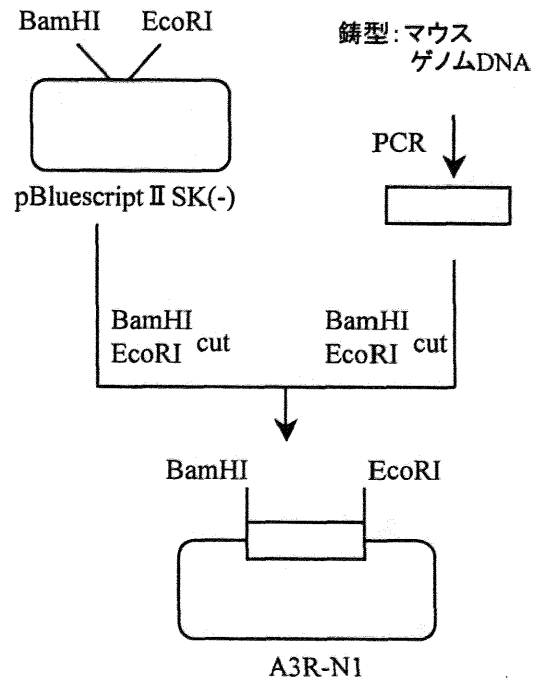 BamHI EcoRI
鋳型:マウス
ゲノムDNA
PCR
pBluescript II SK(-)
BamHI
EcoRI cut
BamHI
EcoRI cut
BamHI EcoRI
A3R-N1